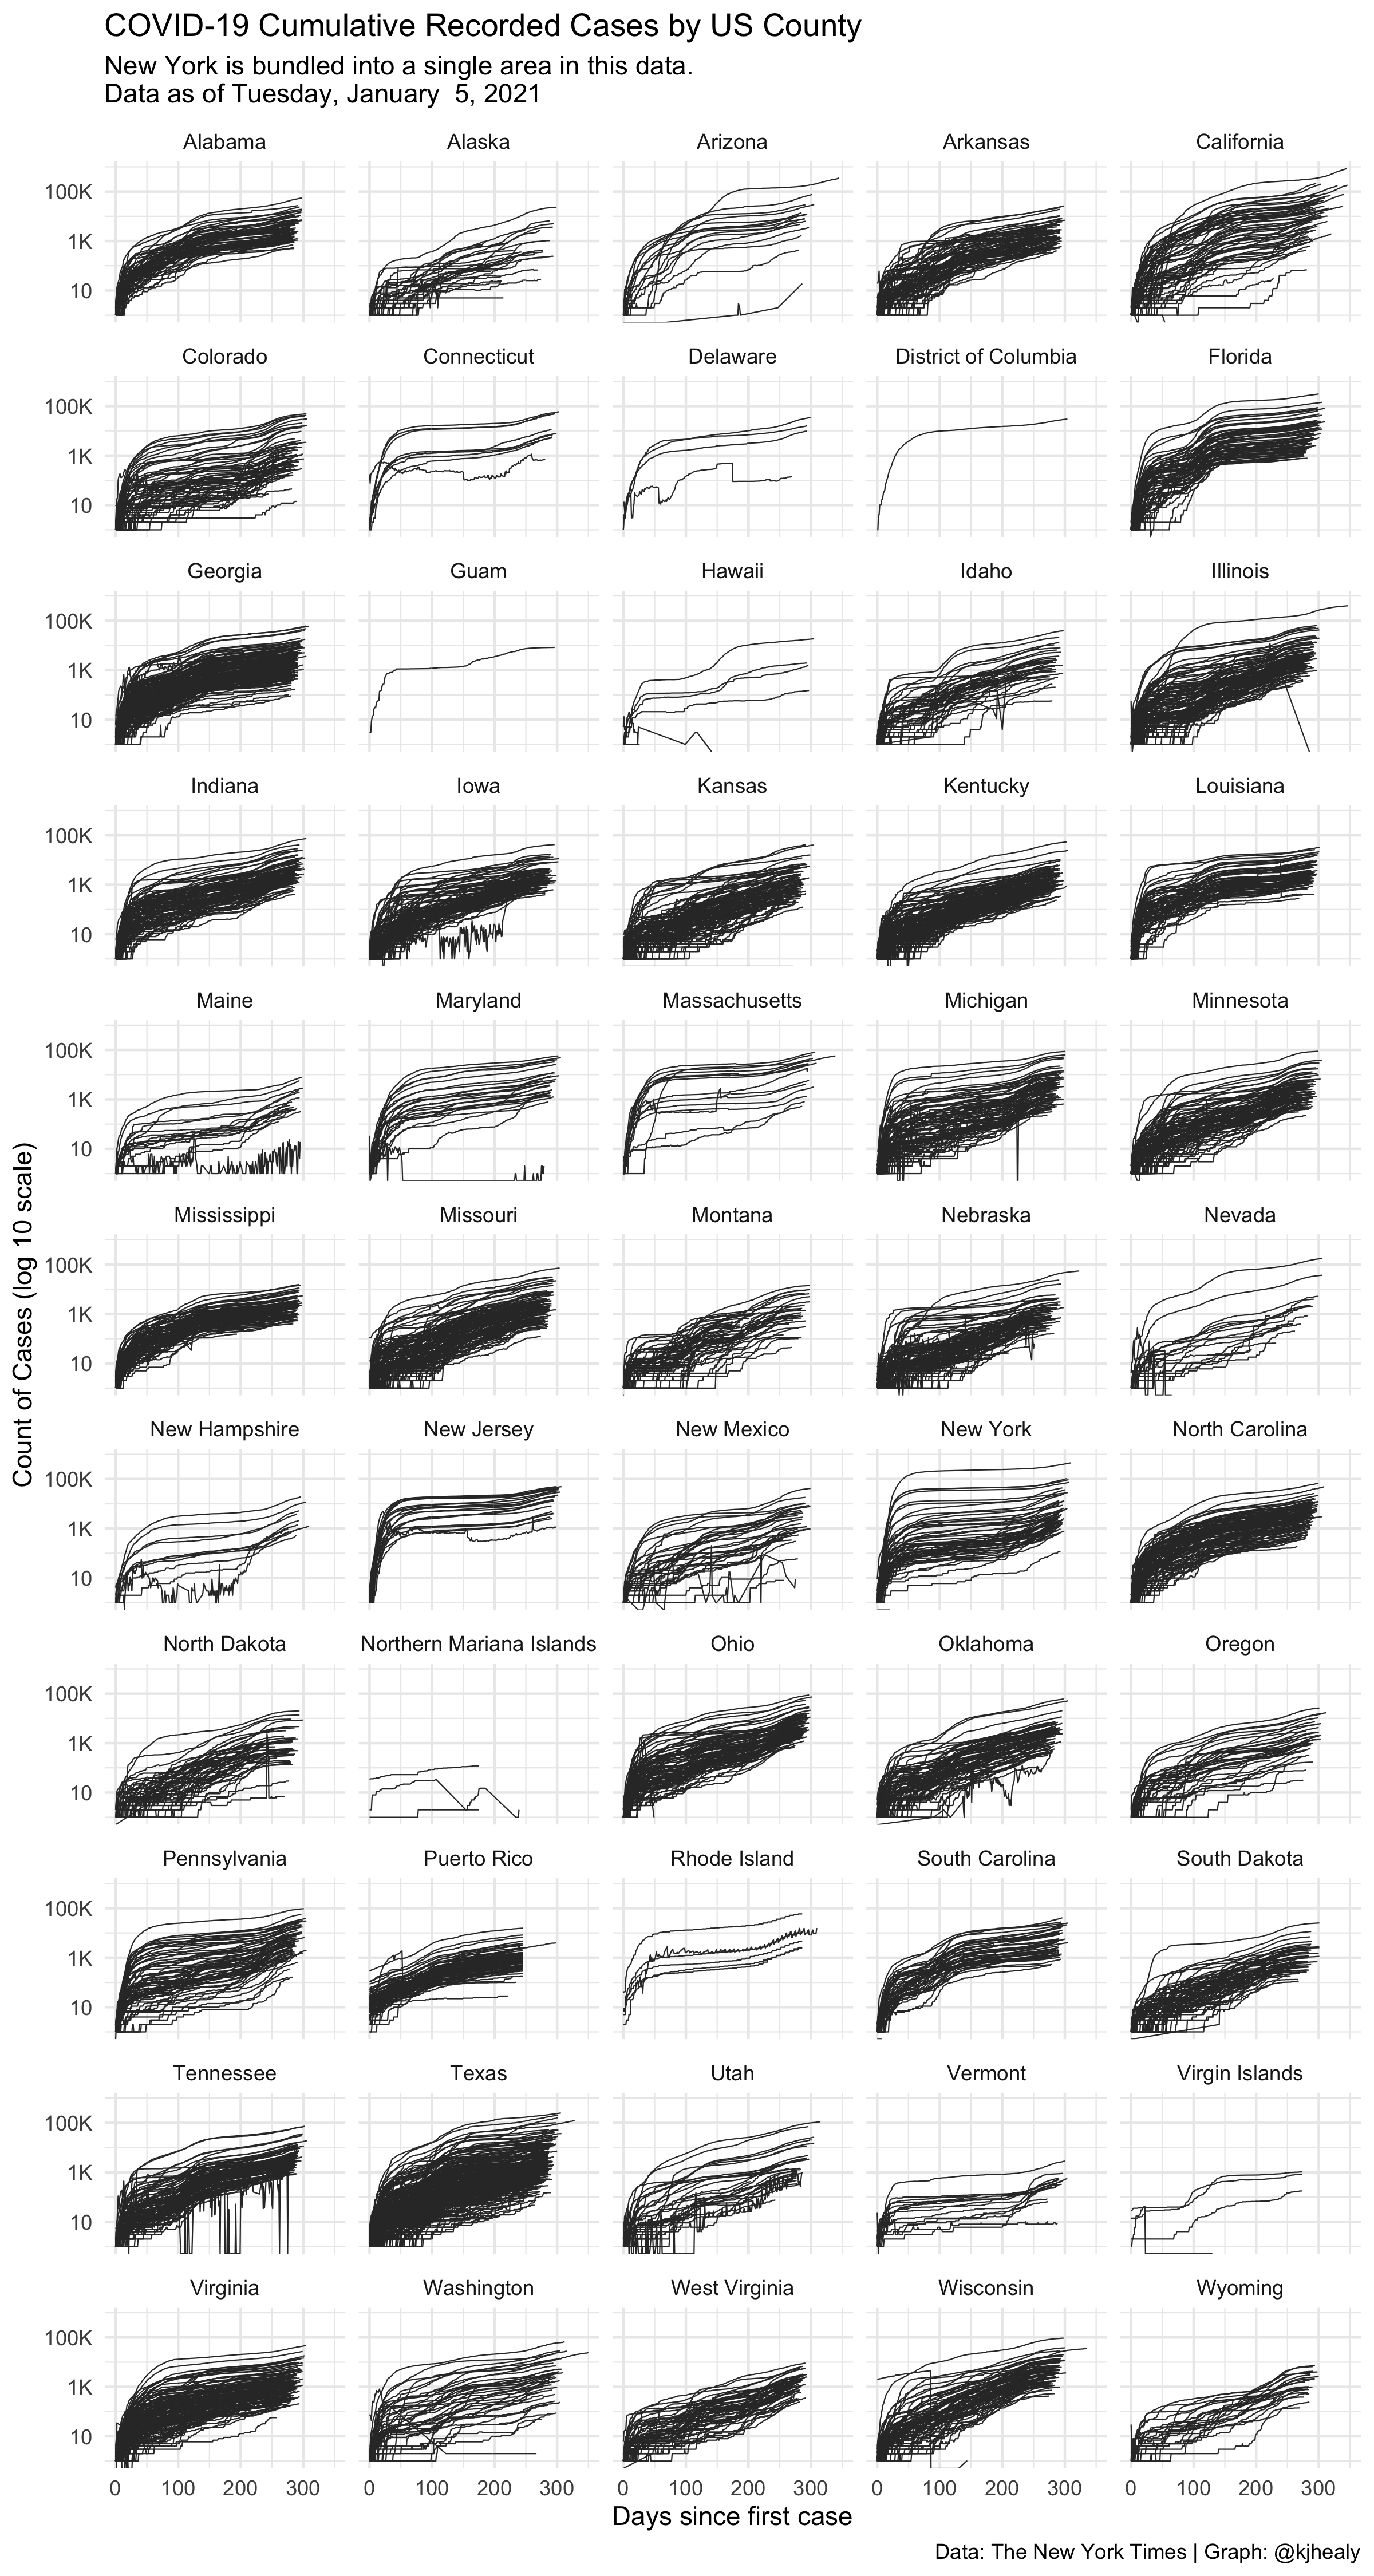 COVID-19 Cumulative Recorded Cases by US County
New York is bundled into a single area in this data.
Data as of Tuesday, January  5, 2021
Alabama Alaska Arizona Arkansas California
100K
1K
10
Colorado Connecticut Delaware District of Columbia Florida
100K
1K
10
Georgia Guam Hawaii Idaho Illinois
100K
1K
10
Indiana Iowa Kansas Kentucky Louisiana
100K
1K
10
Maine Maryland Massachusetts Michigan Minnesota
100K
1K
10
Count of Cases (log 10 scale)
Mississippi Missouri Montana Nebraska Nevada
100K
1K
10
New Hampshire New Jersey New Mexico New York North Carolina
100K
1K
10
North Dakota Northern Mariana Islands Ohio Oklahoma Oregon
100K
1K
10
Pennsylvania Puerto Rico Rhode Island South Carolina South Dakota
100K
1K
10
Tennessee Texas Utah Vermont Virgin Islands
100K
1K
10
Virginia Washington West Virginia Wisconsin Wyoming
100K
1K
10
0 100 200 300 0 100 200 300 0 100 200 300 0 100 200 300 0 100 200 300
Days since first case
Data: The New York Times | Graph: @kjhealy